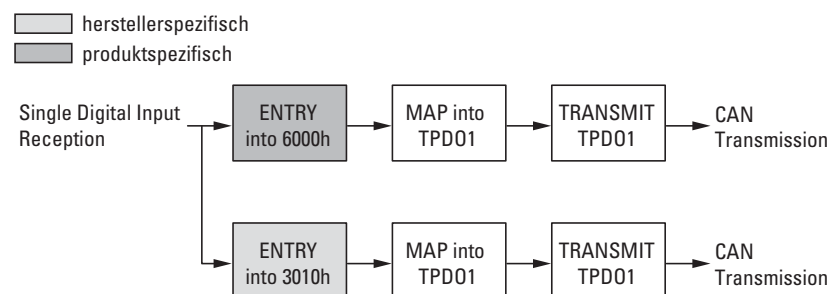 herstellerspezifisch
produktspezifisch
Single Digital Input
Reception
ENTRY
into 6000h
MAP into
TPDO1
TRANSMIT
TPDO1
CAN
Transmission
ENTRY
into 3010h
MAP into
TPDO1
TRANSMIT
TPDO1
CAN
Transmission